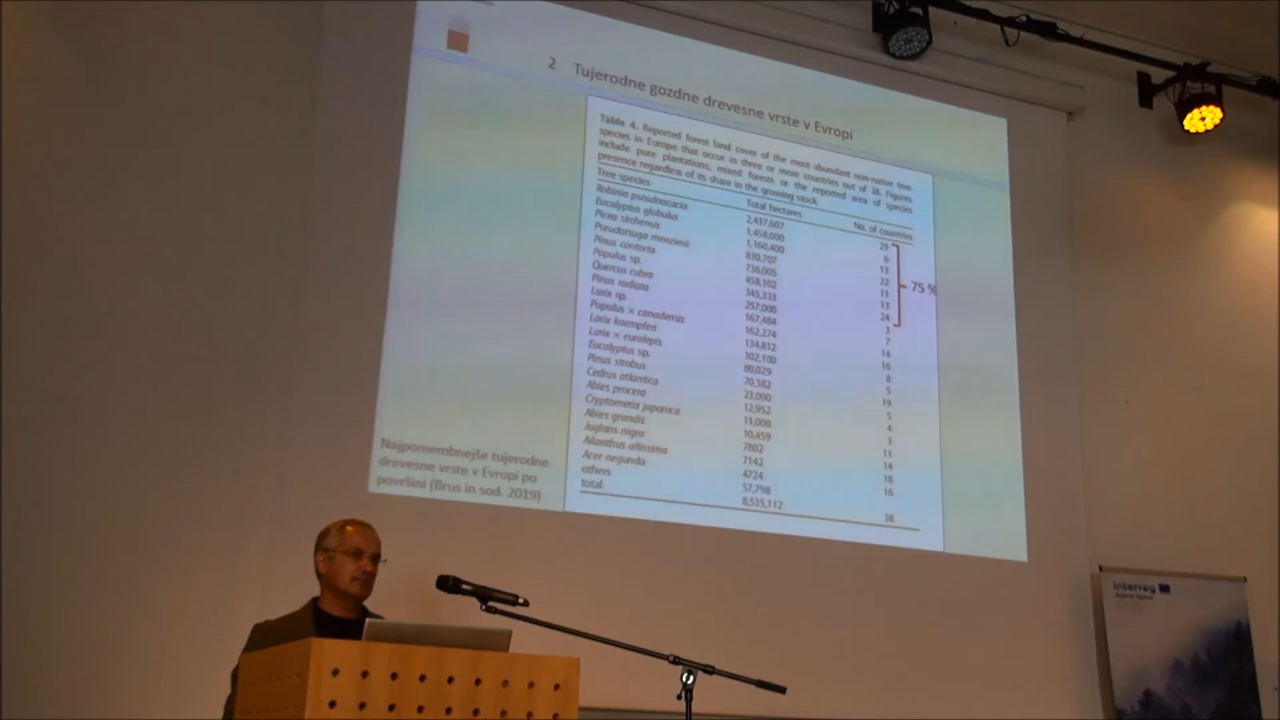 2 Tujerodne gozdne drevesne vrste v Evropi
Table 4. Reported forest land cover of the most abundant non-native tree
species in Europe that occur in three or more countries out of 38. Figures
include pure plantations, mixed forests or the reported area of species
presence regardless of its share in the growing stock.
Tree species Total hectares No. of countries
Robinia pseudoacacia 2,437,607 29
Eucalyptus globulus 1,458,000 6
Picea sitchensis 1,160,400 13
Pseudotsuga menziesii 830,707 32
Pinus contorta 736,005 11
Populus sp. 458,102 13
Quercus rubra 345,333 24
Pinus radiata 257,000 3
Larix sp. 167,484 7
Populus × canadensis 162,274 14
Larix kaempferi 134,812 16
Larix × eurolepis 102,100 8
Eucalyptus sp. 80,029 5
Pinus strobus 70,382 19
Cedrus atlantica 23,000 5
Abies procera 12,952 4
Cryptomeria japonica 11,000 3
Abies grandis 10,459 11
Juglans nigra 7802 14
Ailanthus altissima 7142 18
Acer negundo 4724 16
others 57,798
total 8,535,112 38
75 %
Najpomembnejše tujerodne
drevesne vrste v Evropi po
površini (Brus in sod. 2019)
Interreg
Alpine Space